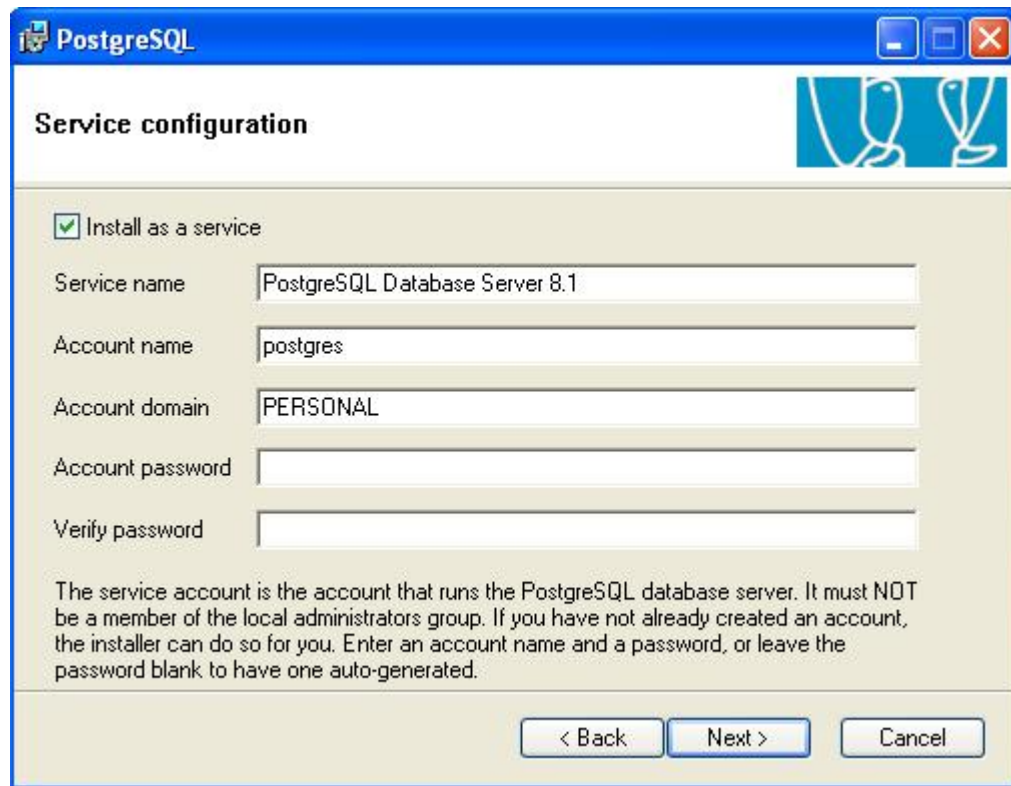 PostgreSQL
Service configuration
Install as a service
Service name PostgreSQL Database Server 8.1
Account name postgres
Account domain PERSONAL
Account password
Verify password
The service account is the account that runs the PostgreSQL database server. It must NOT
be a member of the local administrators group. If you have not already created an account,
the installer can do so for you. Enter an account name and a password, or leave the
password blank to have one auto-generated.
< Back Next > Cancel